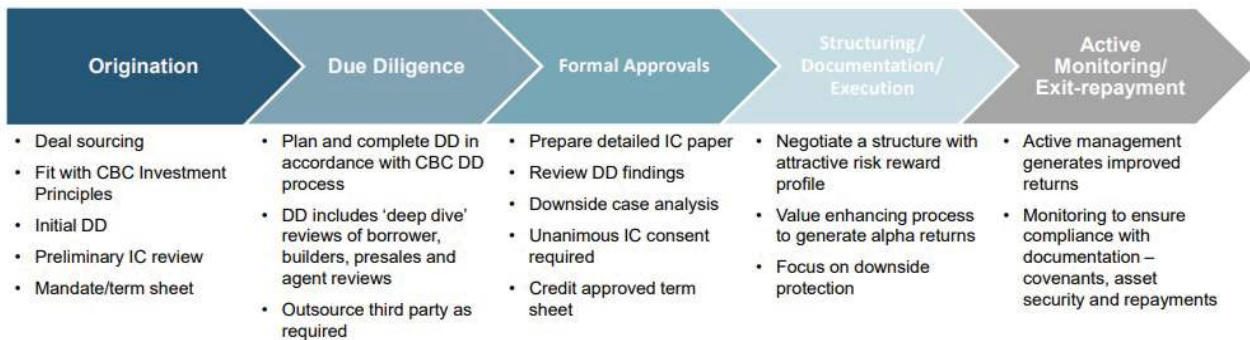 Origination
• Deal sourcing
• Fit with CBC Investment
Principles
• Initial DD
• Preliminary IC review
• Mandate/term sheet
Due Diligence
• Plan and complete DD in
accordance with CBC DD
process
• DD includes ‘deep dive’
reviews of borrower,
builders, presales and
agent reviews
• Outsource third party as
required
Formal Approvals
• Prepare detailed IC paper
• Review DD findings
• Downside case analysis
• Unanimous IC consent
required
• Credit approved term
sheet
Structuring/
Documentation/
Execution
• Negotiate a structure with
attractive risk reward
profile
• Value enhancing process
to generate alpha returns
• Focus on downside
protection
Active
Monitoring/
Exit-repayment
• Active management
generates improved
returns
• Monitoring to ensure
compliance with
documentation –
covenants, asset
security and repayments